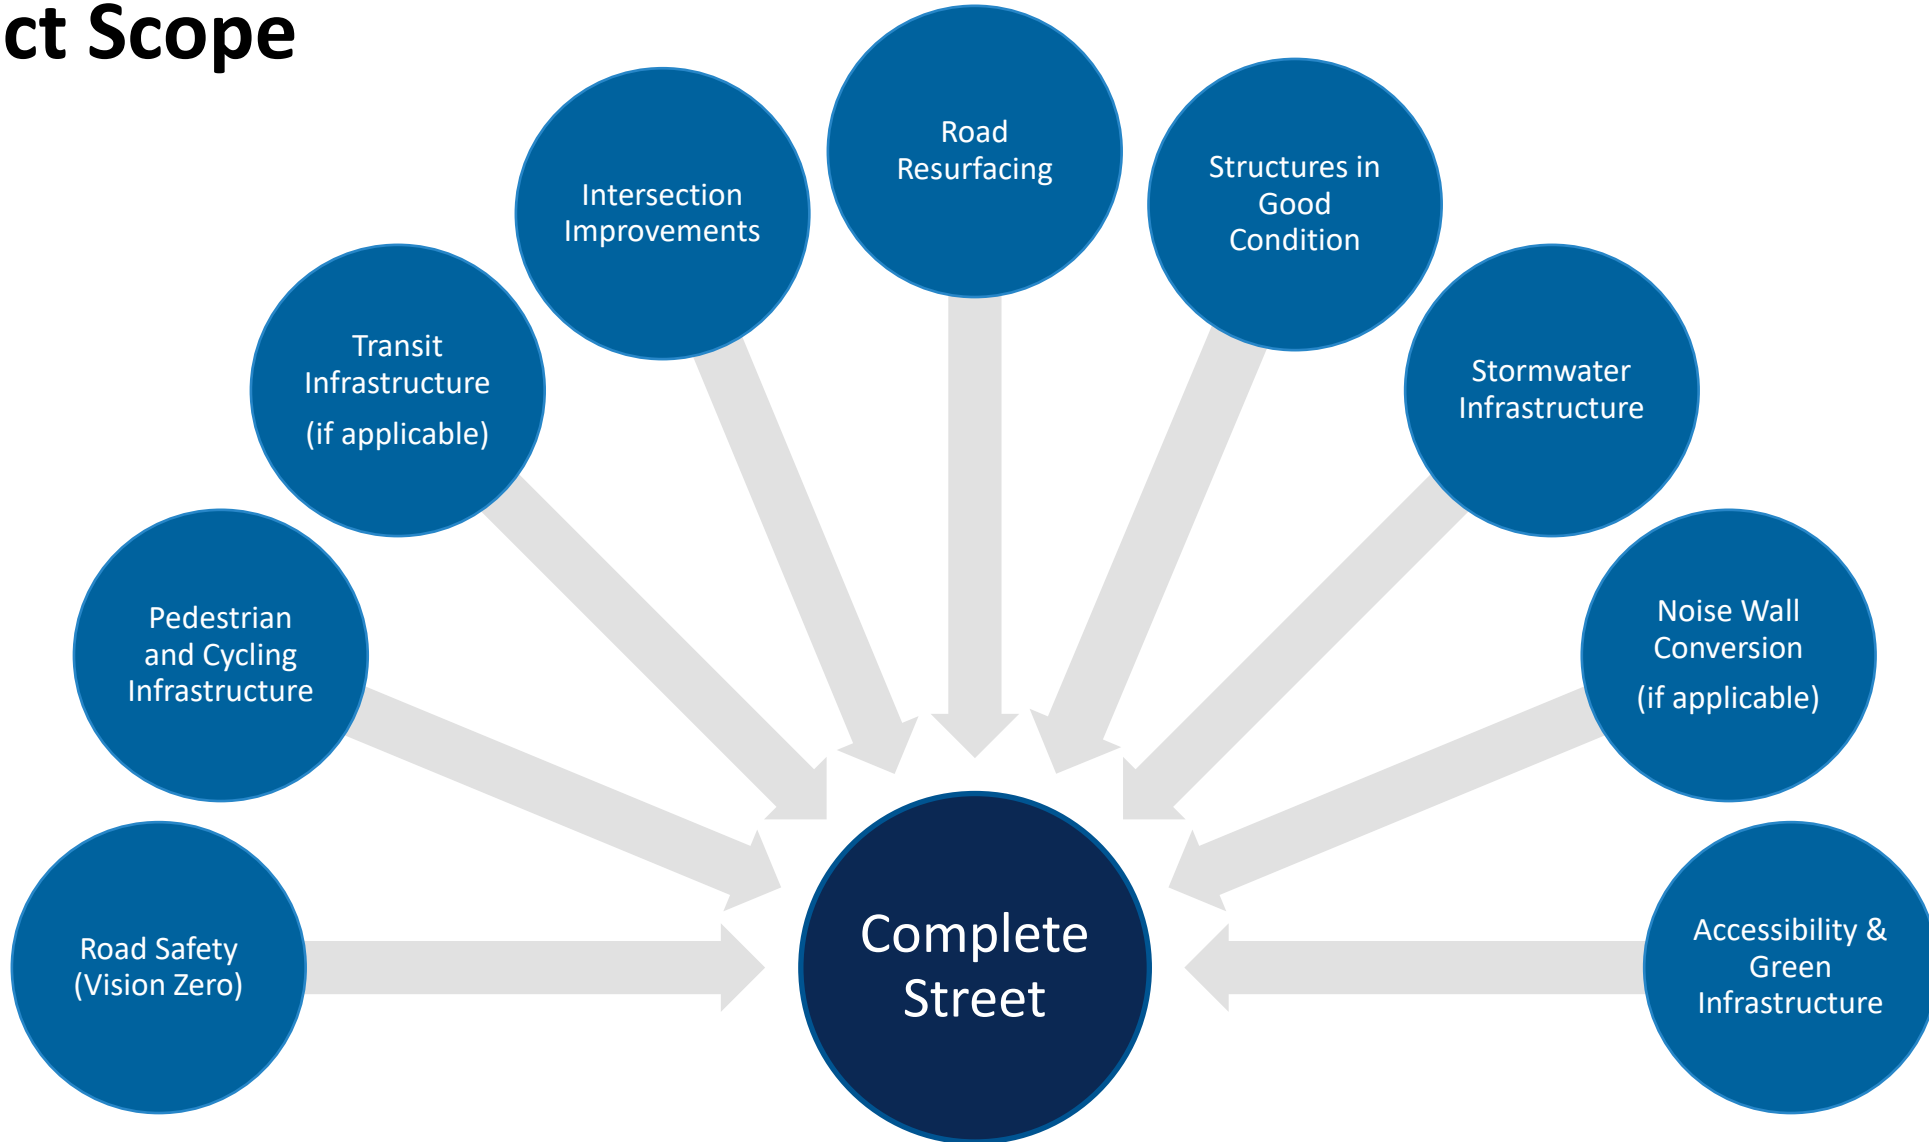 ct Scope
Road
Resurfacing
Structures in
Good
Condition
Intersection
Improvements
Transit
Infrastructure
(if applicable)
Stormwater
Infrastructure
Pedestrian
and Cycling
Infrastructure
Noise Wall
Conversion
(if applicable)
Road Safety
(Vision Zero)
Complete
Street
Accessibility &
Green
Infrastructure